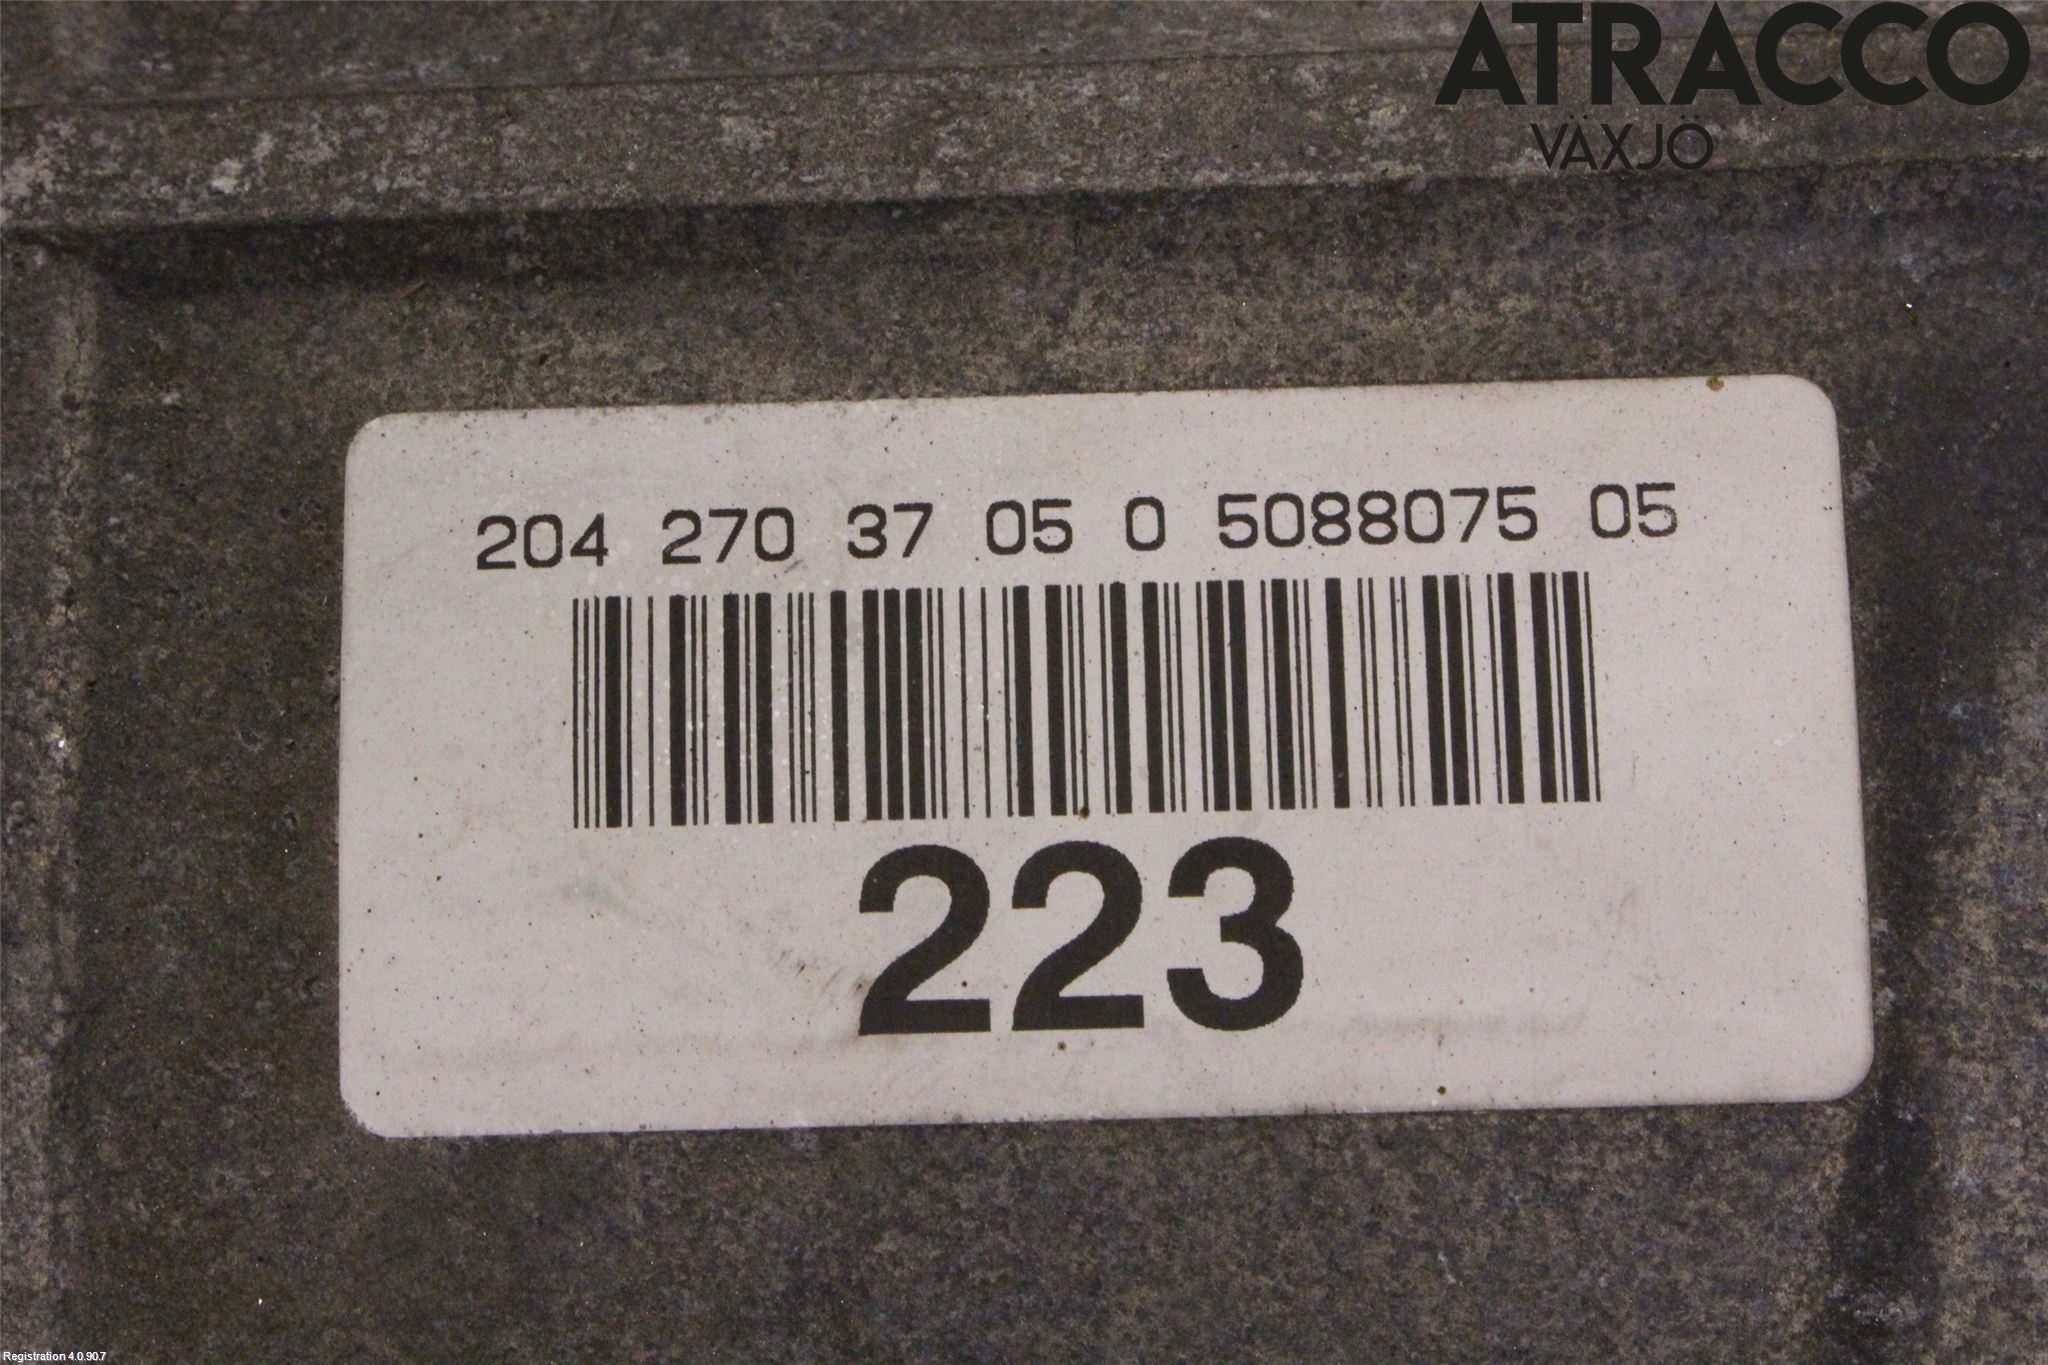 ATRACCO
VÄXJÖ
204 270 37 05 0 5088075 05
223
Registration 4.0.90.7